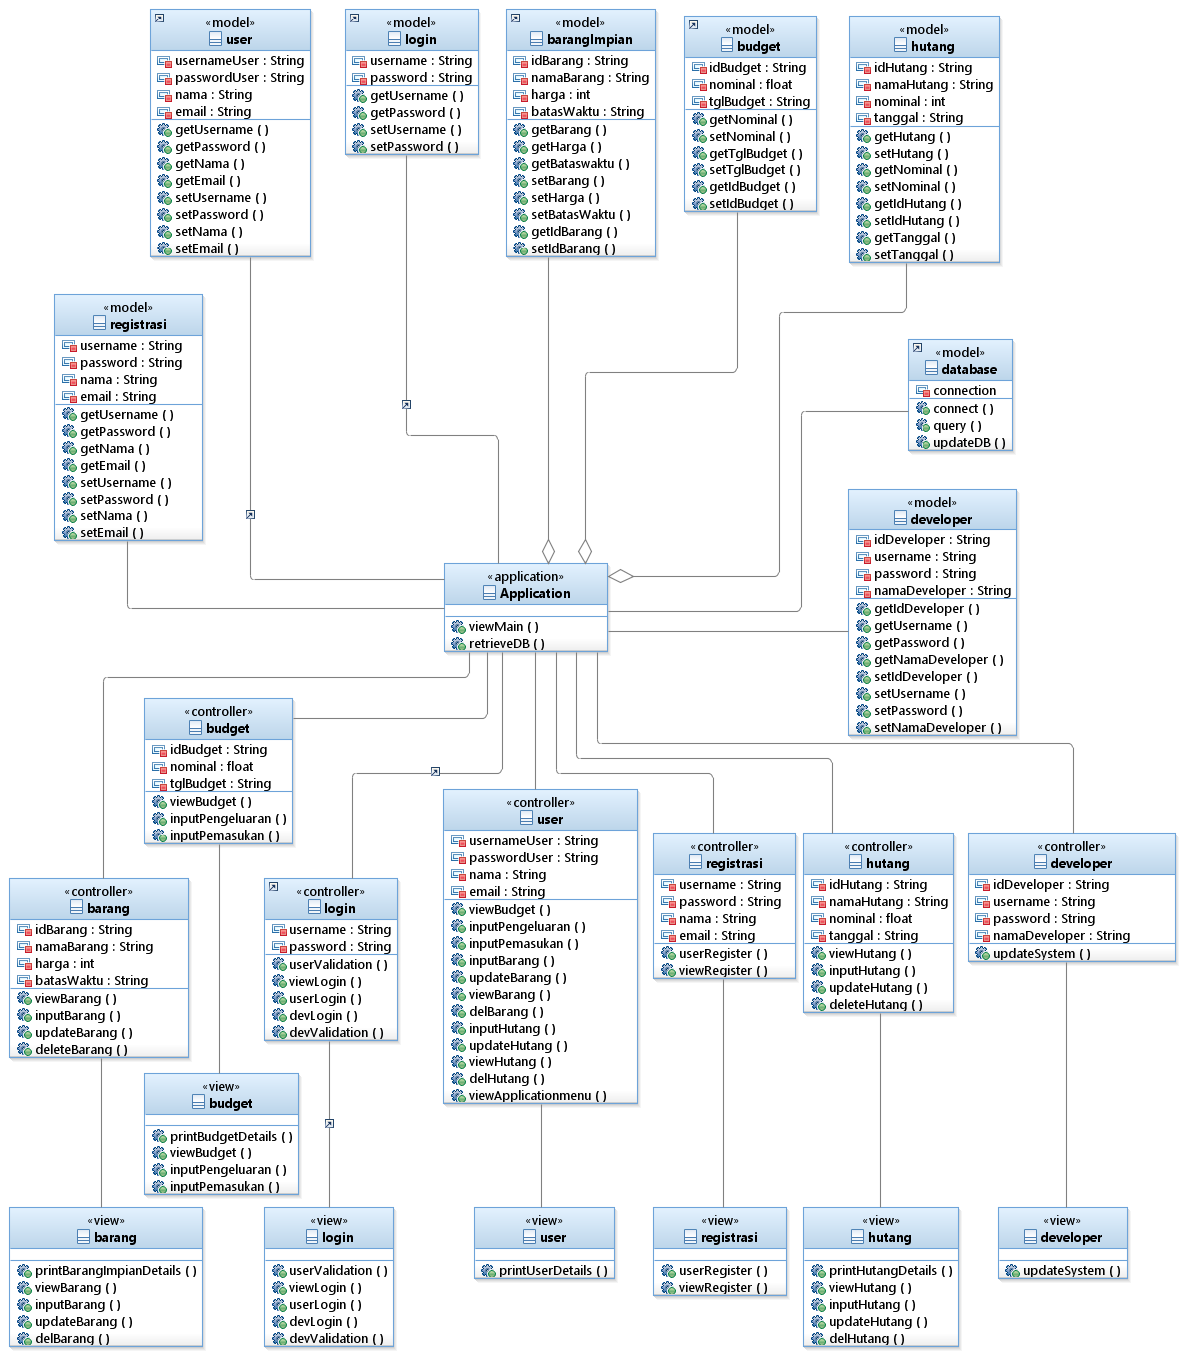 «model»
user
usernameUser : String
passwordUser : String
nama : String
email : String
getUsername ( )
getPassword ( )
getNama ( )
getEmail ( )
setUsername ( )
setPassword ( )
setNama ( )
setEmail ( )
«model»
login
username : String
password : String
getUsername ( )
getPassword ( )
setUsername ( )
setPassword ( )
«model»
barangImpian
idBarang : String
namaBarang : String
harga : int
batasWaktu : String
getBarang ( )
getHarga ( )
getBataswaktu ( )
setBarang ( )
setHarga ( )
setBatasWaktu ( )
getIdBarang ( )
setIdBarang ( )
«model»
budget
idBudget : String
nominal : float
tglBudget : String
getNominal ( )
setNominal ( )
getTglBudget ( )
setTglBudget ( )
getIdBudget ( )
setIdBudget ( )
«model»
hutang
idHutang : String
namaHutang : String
nominal : int
tanggal : String
getHutang ( )
setHutang ( )
getNominal ( )
setNominal ( )
getIdHutang ( )
setIdHutang ( )
getTanggal ( )
setTanggal ( )
«model»
registrasi
username : String
password : String
nama : String
email : String
getUsername ( )
getPassword ( )
getNama ( )
getEmail ( )
setUsername ( )
setPassword ( )
setNama ( )
setEmail ( )
«model»
database
connection
connect ( )
query ( )
updateDB ( )
«model»
developer
idDeveloper : String
username : String
password : String
namaDeveloper : String
getIdDeveloper ( )
getUsername ( )
getPassword ( )
getNamaDeveloper ( )
setIdDeveloper ( )
setUsername ( )
setPassword ( )
setNamaDeveloper ( )
«application»
Application
viewMain ( )
retrieveDB ( )
«controller»
budget
idBudget : String
nominal : float
tglBudget : String
viewBudget ( )
inputPengeluaran ( )
inputPemasukan ( )
«controller»
barang
idBarang : String
namaBarang : String
harga : int
batasWaktu : String
viewBarang ( )
inputBarang ( )
updateBarang ( )
deleteBarang ( )
«controller»
login
username : String
password : String
userValidation ( )
viewLogin ( )
userLogin ( )
devLogin ( )
devValidation ( )
«controller»
user
usernameUser : String
passwordUser : String
nama : String
email : String
viewBudget ( )
inputPengeluaran ( )
inputPemasukan ( )
inputBarang ( )
updateBarang ( )
viewBarang ( )
delBarang ( )
inputHutang ( )
updateHutang ( )
viewHutang ( )
delHutang ( )
viewApplicationmenu ( )
«controller»
registrasi
username : String
password : String
nama : String
email : String
userRegister ( )
viewRegister ( )
«controller»
hutang
idHutang : String
namaHutang : String
nominal : float
tanggal : String
viewHutang ( )
inputHutang ( )
updateHutang ( )
deleteHutang ( )
«controller»
developer
idDeveloper : String
username : String
password : String
namaDeveloper : String
updateSystem ( )
«view»
budget
printBudgetDetails ( )
viewBudget ( )
inputPengeluaran ( )
inputPemasukan ( )
«view»
barang
printBarangImpianDetails ( )
viewBarang ( )
inputBarang ( )
updateBarang ( )
delBarang ( )
«view»
login
userValidation ( )
viewLogin ( )
userLogin ( )
devLogin ( )
devValidation ( )
«view»
user
printUserDetails ( )
«view»
registrasi
userRegister ( )
viewRegister ( )
«view»
hutang
printHutangDetails ( )
viewHutang ( )
inputHutang ( )
updateHutang ( )
delHutang ( )
«view»
developer
updateSystem ( )